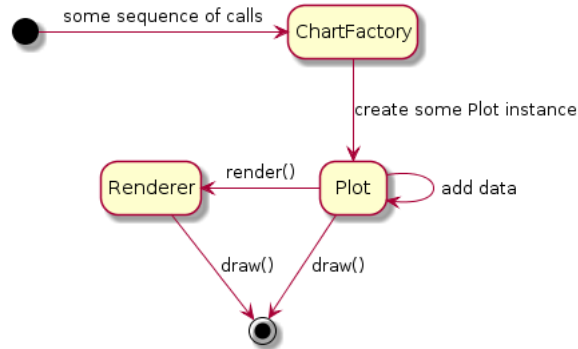 some sequence of calls
ChartFactory
create some Plot instance
render()
Renderer
Plot
add data
draw()
draw()